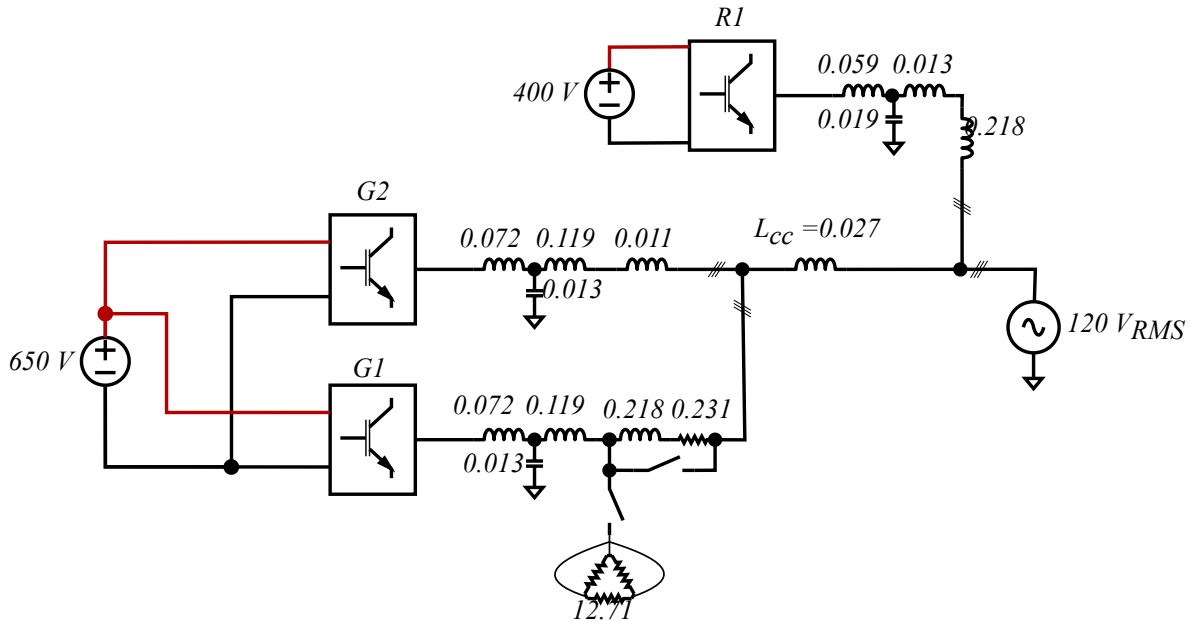 R1
0.059 0.013
400 V
0.019
0.218
G2
0.072 0.119 0.011
L_cc =0.027
0.013
120 V_RMS
650 V
G1
0.072 0.119 0.218 0.231
0.013
12.71